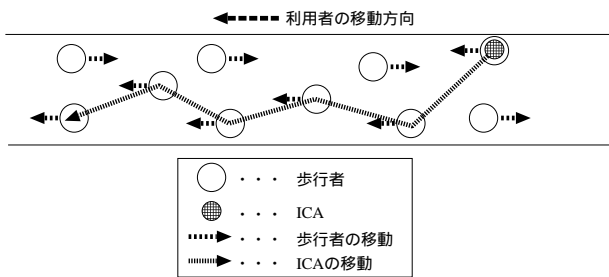 利用者の移動方向
・・・ 歩行者
・・・ ICA
・・・ 歩行者の移動
・・・ ICAの移動